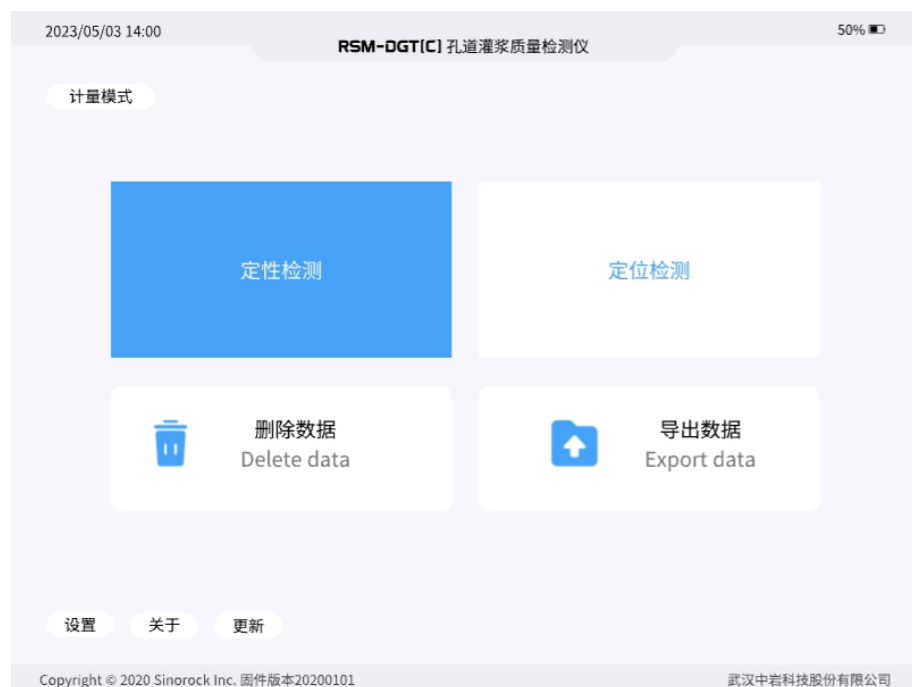 2023/05/03 14:00
RSM-DGT(C) 孔道灌浆质量检测仪
50%
计量模式
定性检测
定位检测
删除数据
Delete data
导出数据
Export data
设置
关于
更新
Copyright © 2020 Sinorock Inc. 固件版本20200101
武汉中岩科技股份有限公司